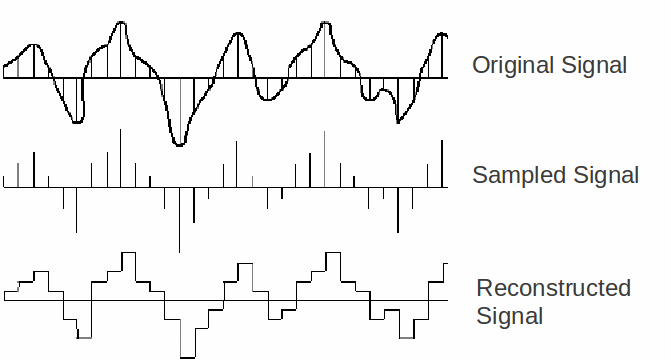 Original Signal
Sampled Signal
Reconstructed
Signal